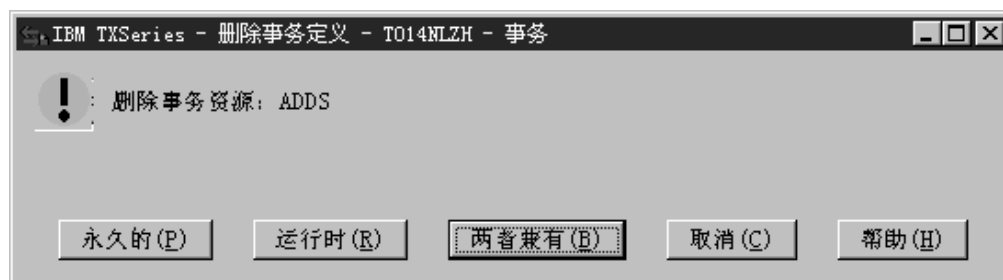 IBM TXSeries - 删除事务定义 - T014NLZH - 事务
删除事务资源: ADDS
永久的(P) 运行时(R) 两者兼有(B) 取消(C) 帮助(H)